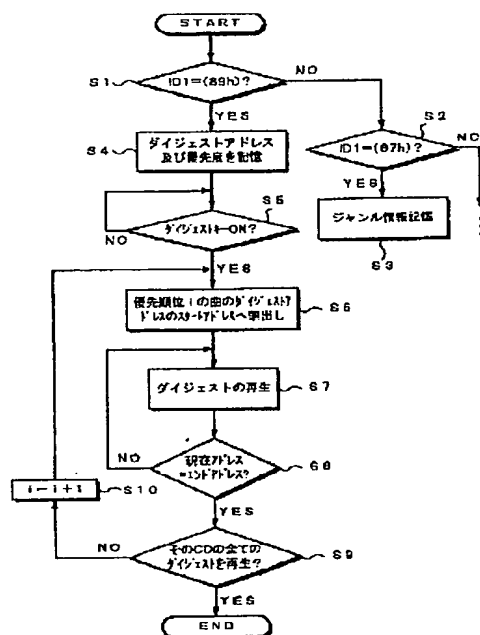 START
S1
ID1=(89h)?
NO
YES
S2
ID1=(87h)?
NO
YES
S4
ダイジェストアドレス
及び優先度を記憶
ジャンル情報記憶
S3
S5
ダイジェストキーON?
NO
YES
優先順位iの曲のダイジェストア
ドレスのスタートアドレスへ頭出し
S6
ダイジェストの再生
S7
NO
現在アドレス
=エンドアドレス?
S8
YES
i←i+1
S10
NO
そのCDの全ての
ダイジェストを再生?
S9
YES
END